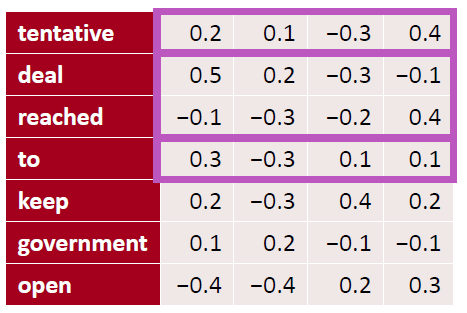 tentative 0.2 0.1 −0.3 0.4
deal 0.5 0.2 −0.3 −0.1
reached −0.1 −0.3 −0.2 0.4
to 0.3 −0.3 0.1 0.1
keep 0.2 −0.3 0.4 0.2
government 0.1 0.2 −0.1 −0.1
open −0.4 −0.4 0.2 0.3